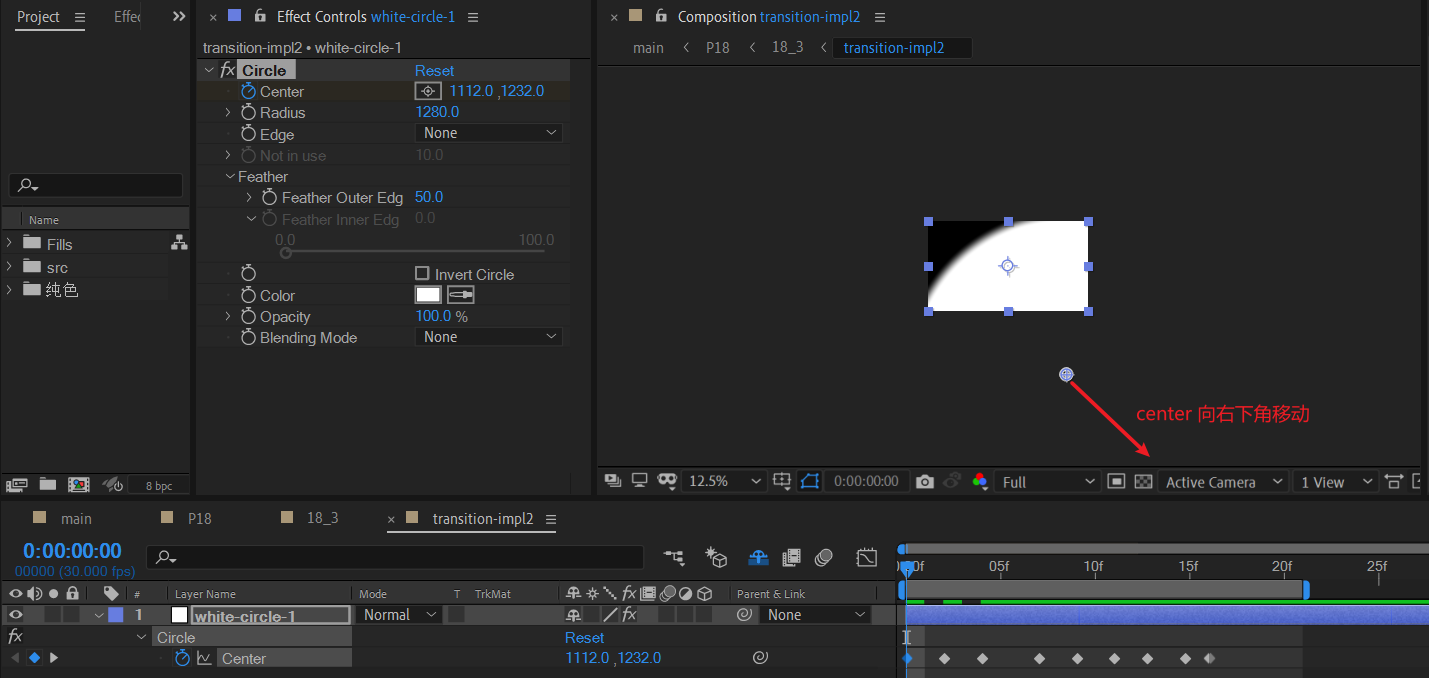 Project
Effec
Effect Controls white-circle-1
Composition transition-impl2
main
P18
18_3
transition-impl2
transition-impl2 • white-circle-1
fx Circle Reset
Center 1112.0 ,1232.0
Radius 1280.0
Edge None
Not in use 10.0
Feather
Feather Outer Edg 50.0
Feather Inner Edg 0.0
0.0 100.0
Invert Circle
Color
Opacity 100.0 %
Blending Mode None
Name
Fills
src
纯色
8 bpc
center 向右下角移动
12.5% 0:00:00:00 Full Active Camera 1 View
main P18 18_3 transition-impl2
0:00:00:00
00000 (30.000 fps)
# Layer Name Mode T TrkMat fx Parent & Link
00f 05f 10f 15f 20f 25f
1 white-circle-1 Normal fx None
fx Circle Reset
Center 1112.0 ,1232.0